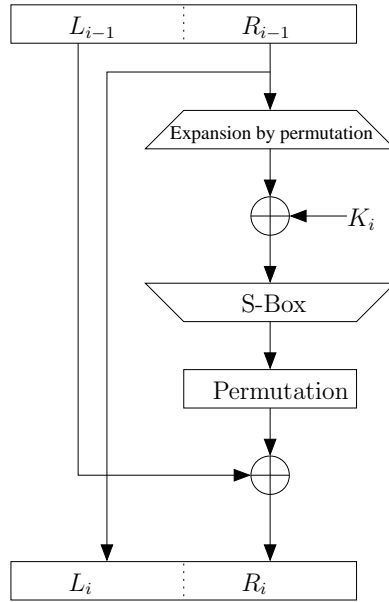 L_{i−1} R_{i−1}
Expansion by permutation
K_i
S-Box
Permutation
L_i R_i